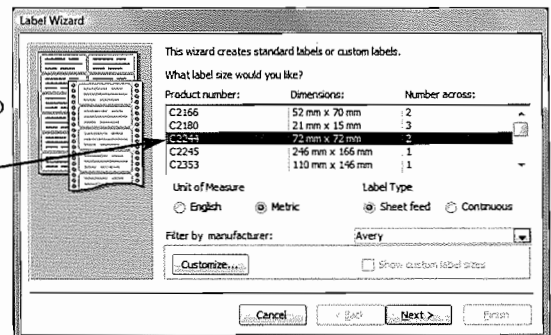 Label Wizard
This wizard creates standard labels or custom labels.
What label size would you like?
Product number: Dimensions: Number across:
C2166 52 mm x 70 mm 2
C2180 21 mm x 15 mm 3
C2244 72 mm x 72 mm 2
C2245 246 mm x 166 mm 1
C2353 110 mm x 146 mm 1
Unit of Measure Label Type
English Metric Sheet feed Continuous
Filter by manufacturer: Avery
Customize... Show custom label sizes
Cancel < Back Next > Finish